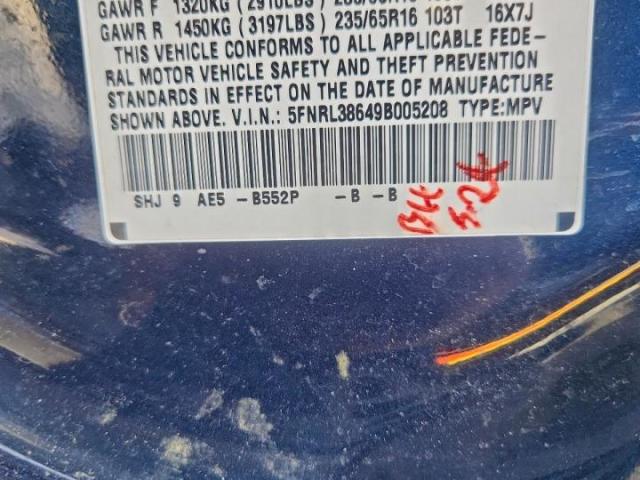 GAWR F 1320KG (2910LBS)
GAWR R 1450KG (3197LBS) 235/65R16 103T 16X7J
THIS VEHICLE CONFORMS TO ALL APPLICABLE FEDE-
RAL MOTOR VEHICLE SAFETY AND THEFT PREVENTION
STANDARDS IN EFFECT ON THE DATE OF MANUFACTURE
SHOWN ABOVE. V.I.N.: 5FNRL38649B005208 TYPE:MPV
SHJ 9 AE5 -B552P -B -B